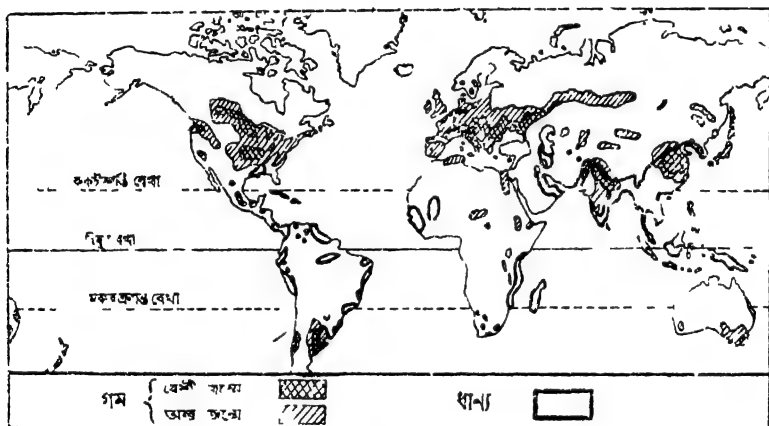 কর্কটক্রান্তি রেখা
রেখা
মকরক্রান্তি রেখা
গম
বেশী জন্মে
অল্প জন্মে
ধান্য